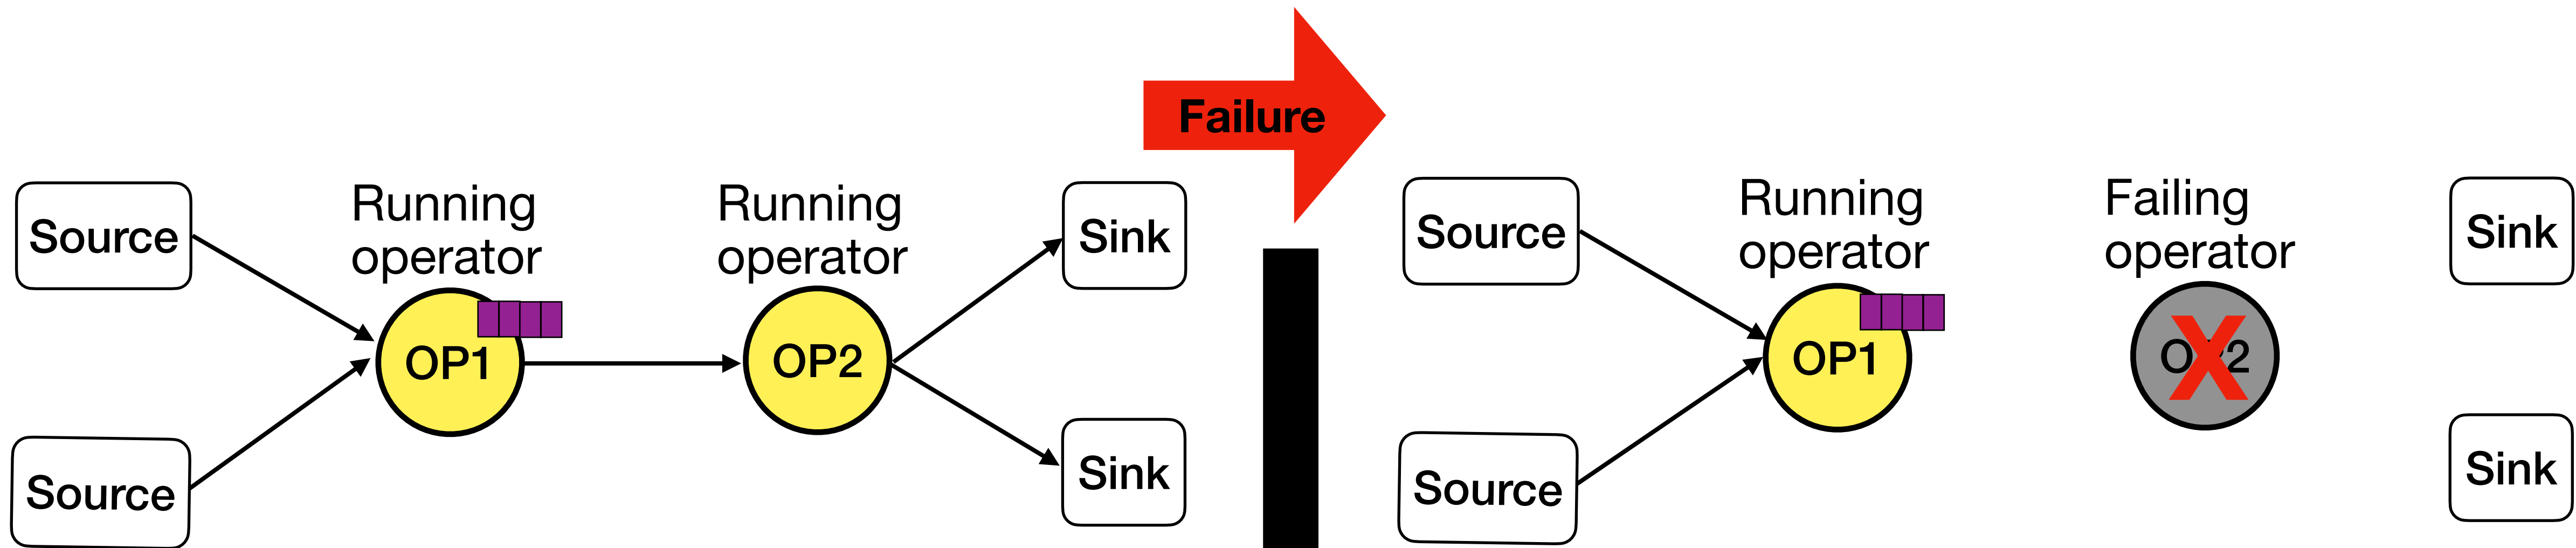 Failure
Source
Running
operator
Running
operator
Sink
OP1
OP2
Source
Sink
Source
Running
operator
Failing
operator
Sink
OP1
X
Source
Sink